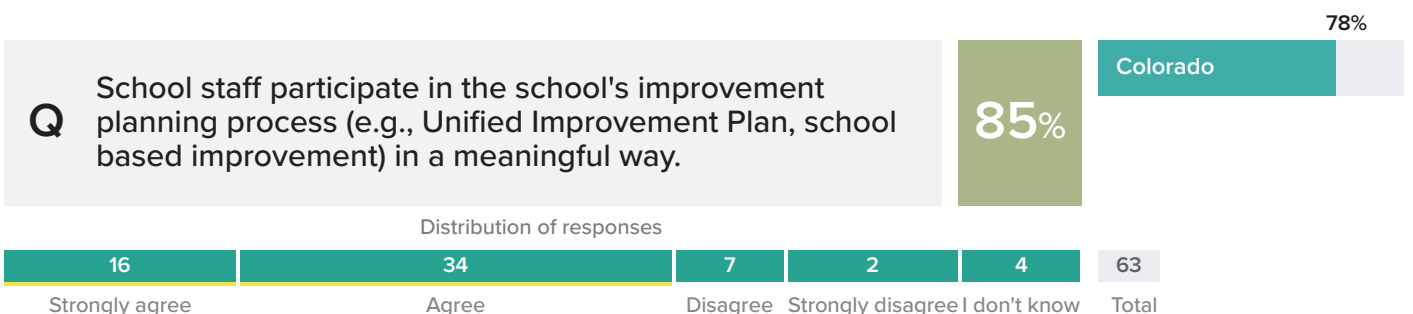 78%
Colorado
Q
School staff participate in the school's improvement
planning process (e.g., Unified Improvement Plan, school
based improvement) in a meaningful way.
85%
Distribution of responses
16
34
7
2
4
63
Strongly agree
Agree
Disagree
Strongly disagree
I don't know
Total